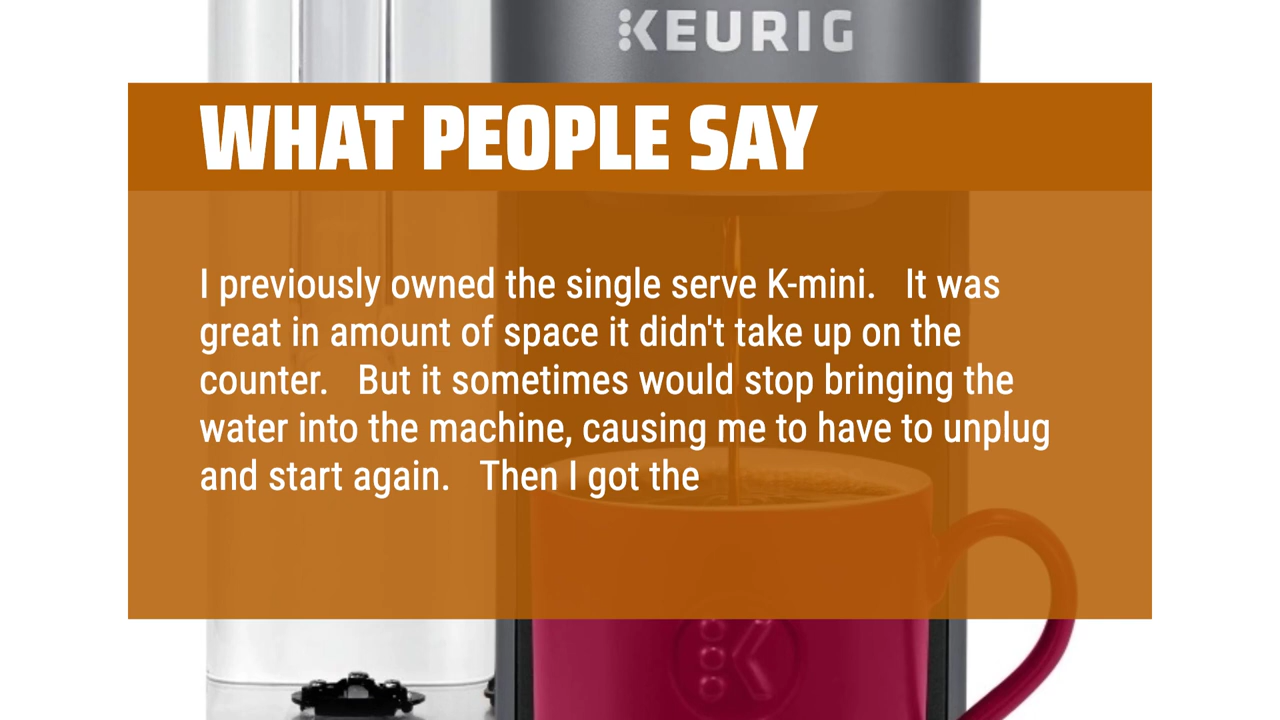 KEURIG
WHAT PEOPLE SAY
I previously owned the single serve K-mini.   It was
great in amount of space it didn't take up on the
counter.   But it sometimes would stop bringing the
water into the machine, causing me to have to unplug
and start again.   Then I got the
K